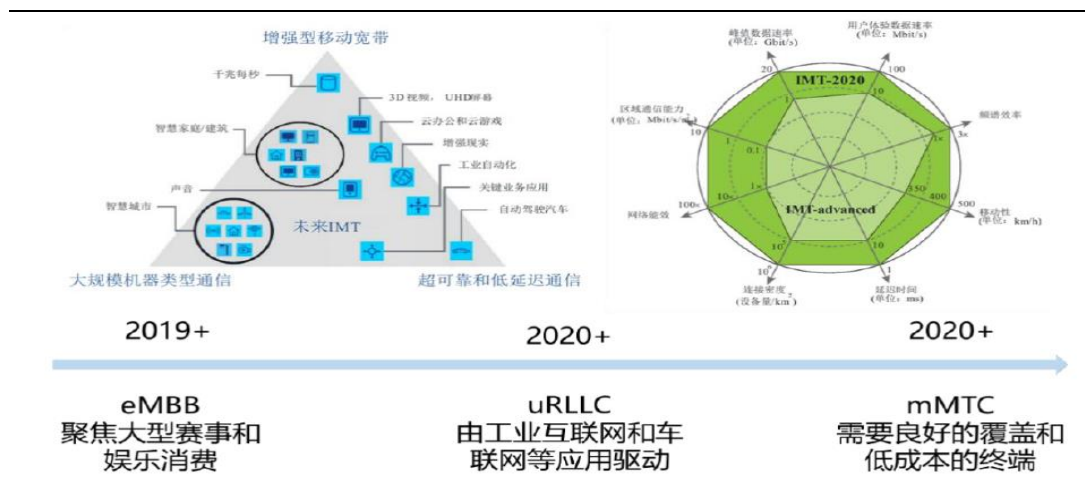 增强型移动宽带
千兆每秒
3D 视频, UHD屏幕
智慧家庭/建筑
云办公和云游戏
增强现实
工业自动化
声音
关键业务应用
智慧城市
自动驾驶汽车
未来IMT
大规模机器类型通信
超可靠和低延迟通信
峰值数据速率
(单位: Gbit/s)
用户体验数据速率
(单位: Mbit/s)
20
100
IMT-2020
1
10
区域通信能力
(单位: Mbit/s/m²)
频谱效率
10
1
0.1
1×
3×
100×
10×
1×
网络能效
350
400
500
移动性
(单位: km/h)
IMT-advanced
10⁵
10⁶
连接密度
(设备量/km²)
10
1
延迟时间
(单位: ms)
2019+
2020+
2020+
eMBB
聚焦大型赛事和
娱乐消费
uRLLC
由工业互联网和车
联网等应用驱动
mMTC
需要良好的覆盖和
低成本的终端